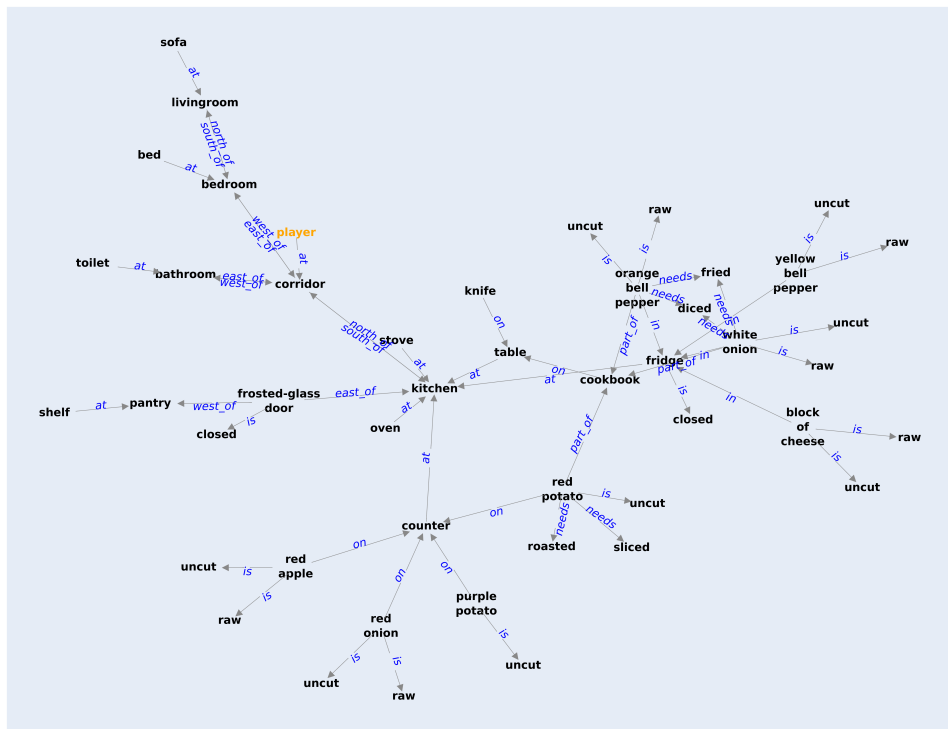 sofa
at
livingroom
north_of
south_of
bed
at
bedroom
west_of
east_of
player
at
toilet
at
bathroom
east_of
west_of
corridor
north_of
south_of
stove
at
knife
on
table
at
kitchen
oven
at
shelf
at
pantry
west_of
frosted-glass
door
east_of
is
closed
uncut
is
raw
is
orange
bell
pepper
needs
fried
needs
diced
part_of
in
needs
needs
white
onion
in
yellow
bell
pepper
is
uncut
is
raw
is
uncut
is
raw
fridge
in
part_of
at
on
cookbook
is
closed
in
block
of
cheese
is
raw
is
uncut
part_of
red
potato
is
uncut
needs
roasted
needs
sliced
on
at
counter
on
red
apple
is
uncut
is
raw
on
red
onion
is
uncut
is
raw
on
purple
potato
is
uncut